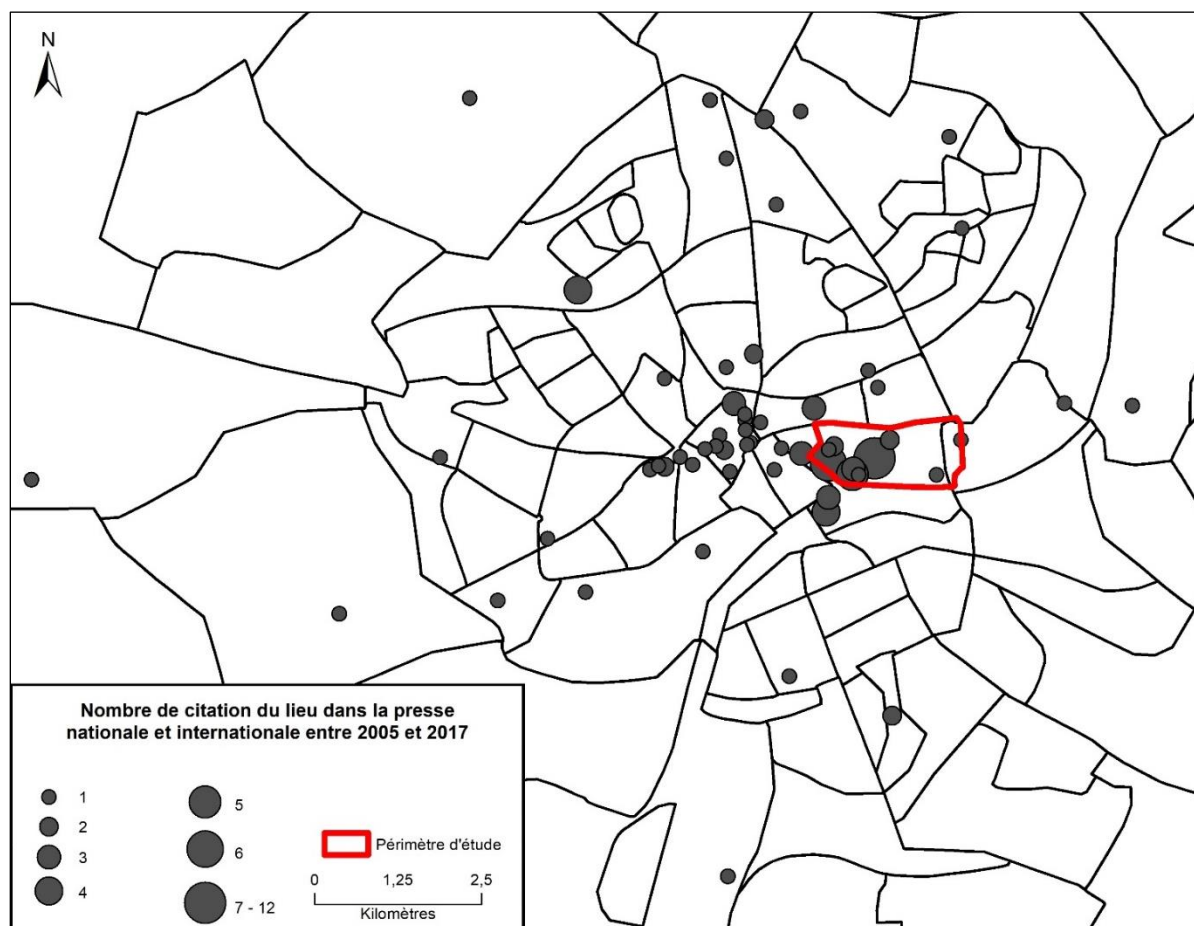 N
Nombre de citation du lieu dans la presse
nationale et internationale entre 2005 et 2017
1
2
3
4
5
6
7 - 12
Périmètre d'étude
0 1,25 2,5
Kilomètres